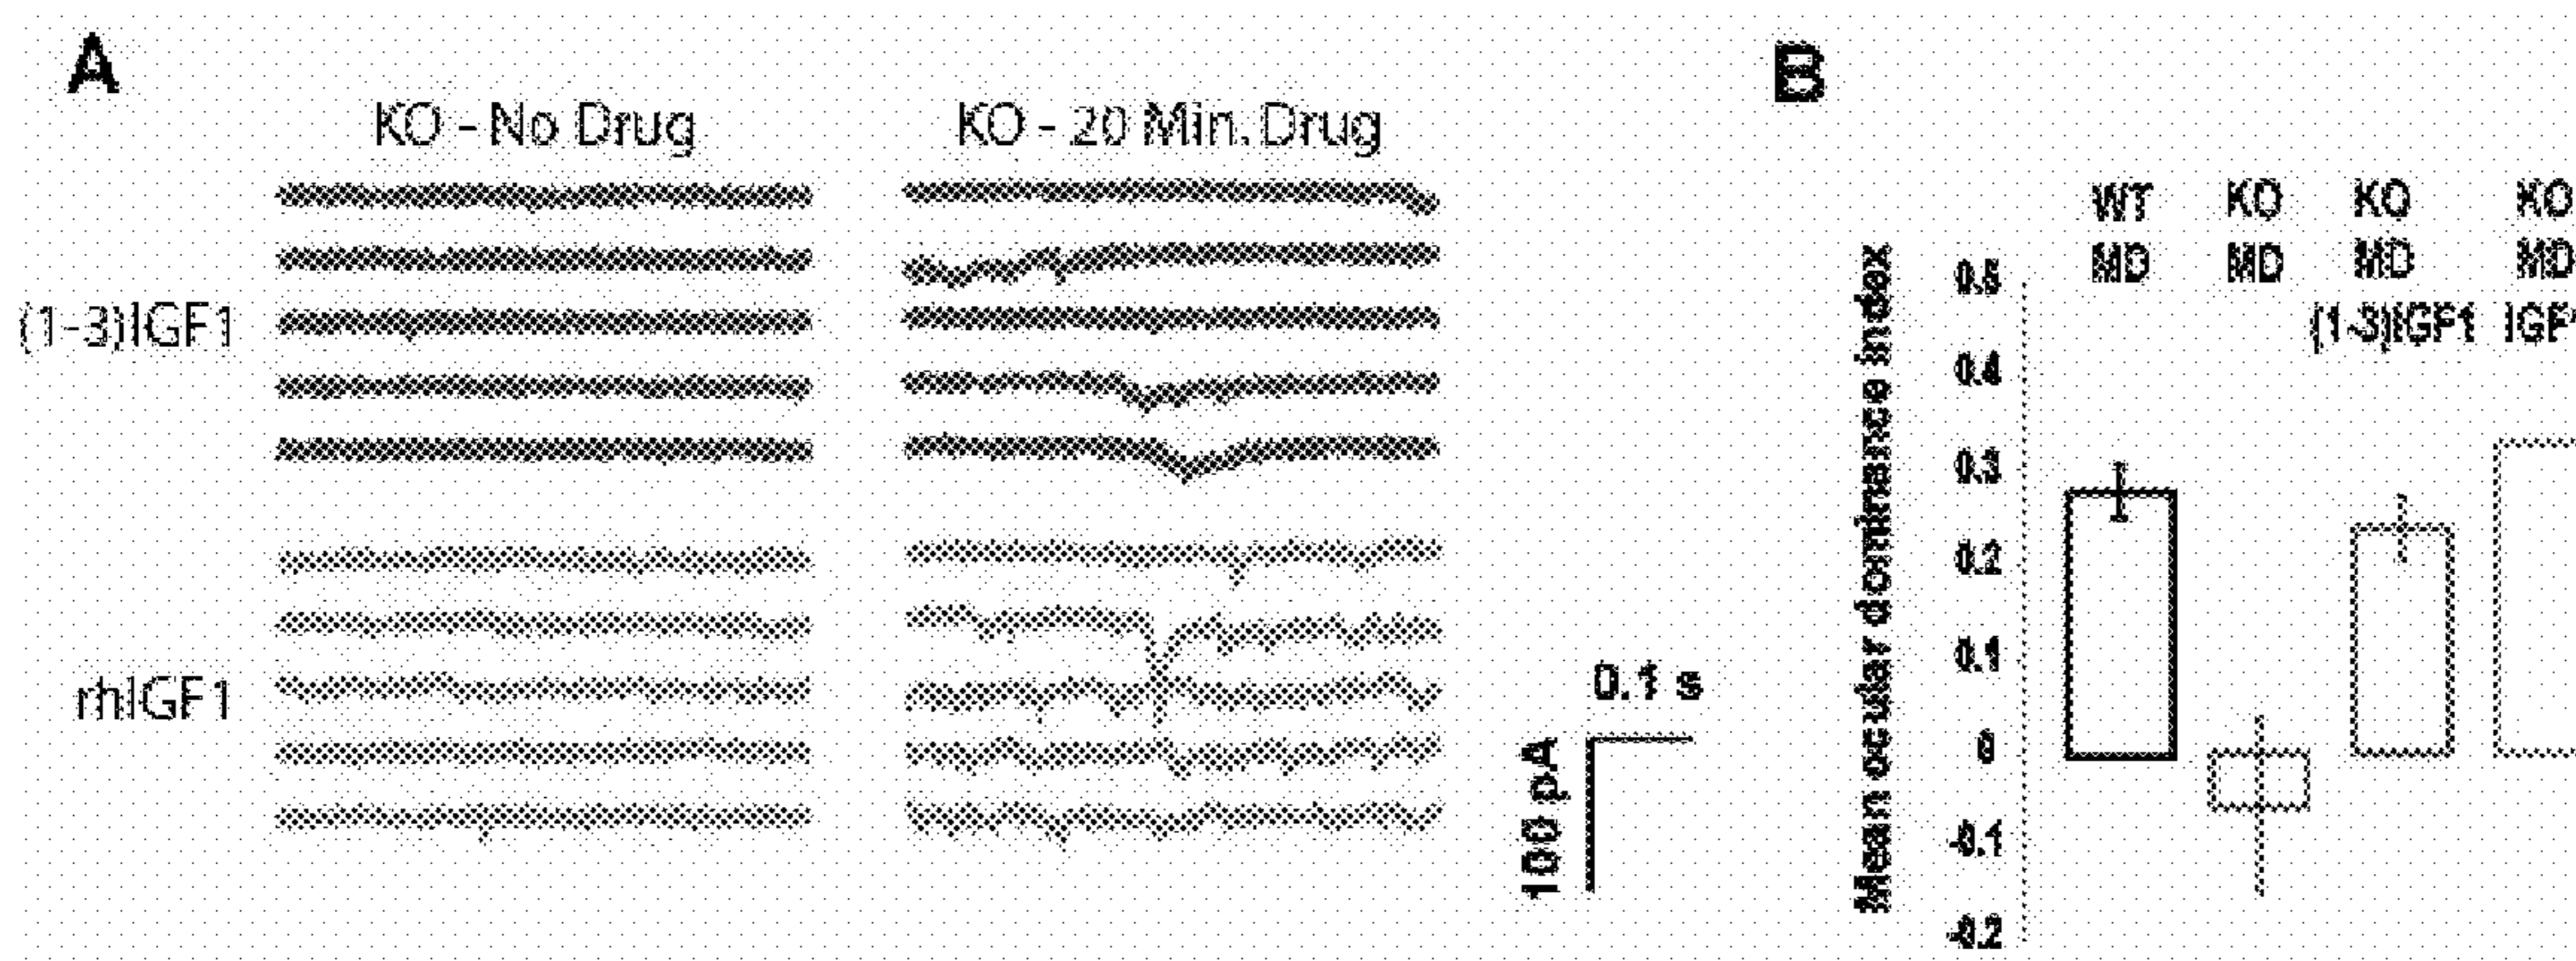 A
KO - No Drug
KO - 20 Min. Drug
(1-3)IGF1
rhIGF1
0.1 s
100 pA
B
WT KO KO KO
MD MD MD MD
(1-3)IGF1 IGF
Mean ocular dominance index
0.5
0.4
0.3
0.2
0.1
0
-0.1
-0.2